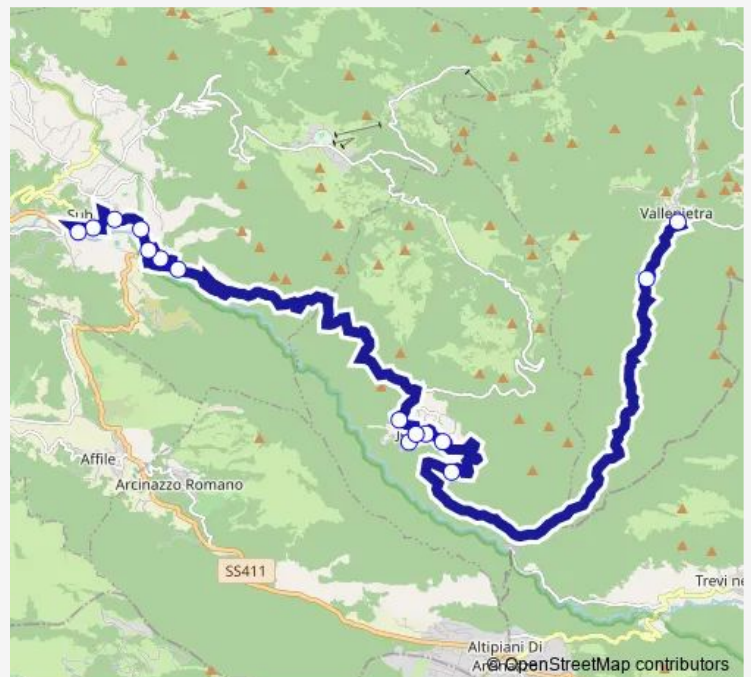 Vallepietra
Affile
Arcinazzo Romano
SS411
Altipiani Di
© OpenStreetMap contributors